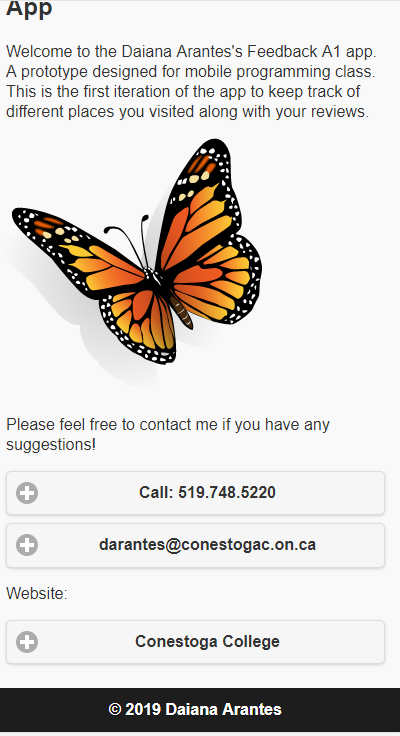 App
Welcome to the Daiana Arantes's Feedback A1 app.
A prototype designed for mobile programming class.
This is the first iteration of the app to keep track of
different places you visited along with your reviews.
Please feel free to contact me if you have any
suggestions!
Call: 519.748.5220
darantes@conestogac.on.ca
Website:
Conestoga College
© 2019 Daiana Arantes